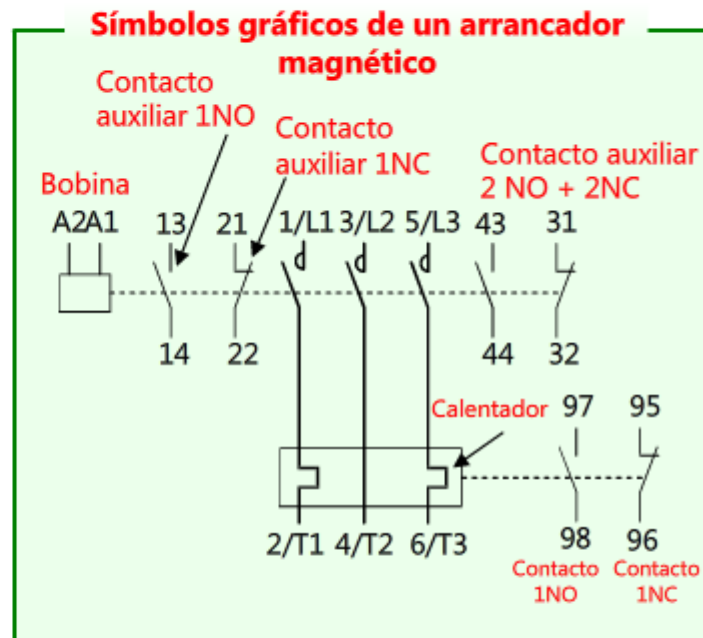 Símbolos gráficos de un arrancador
magnético
Contacto
auxiliar 1NO
Contacto
auxiliar 1NC
Contacto auxiliar
2 NO + 2NC
Bobina
A2A1 13 21 1/L1 3/L2 5/L3 43 31
14 22 44 32
Calentador 97 95
2/T1 4/T2 6/T3 98 96
Contacto
1NO
Contacto
1NC